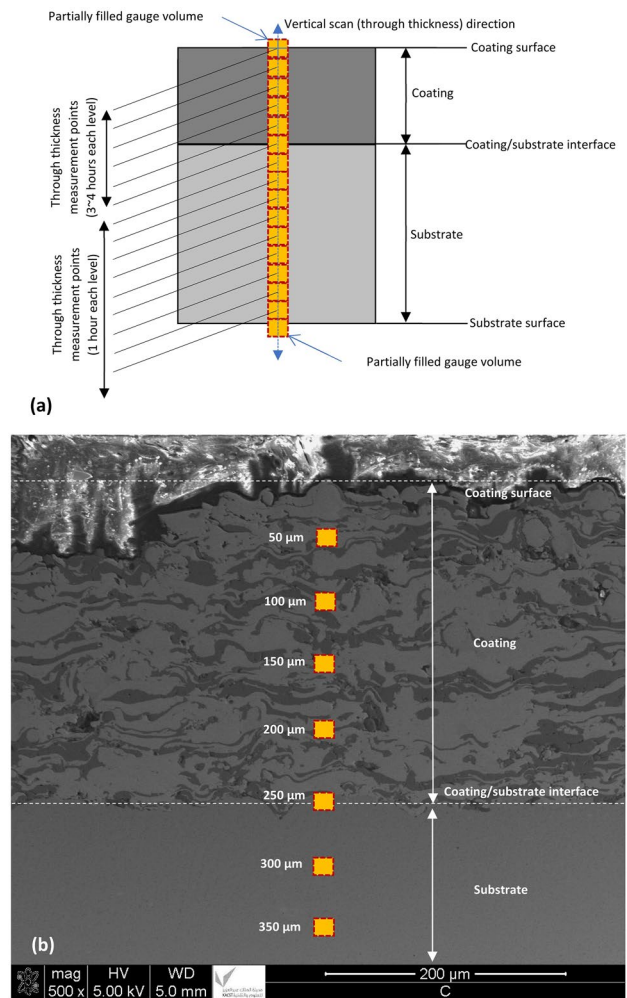 Partially filled gauge volume
Vertical scan (through thickness) direction
Coating surface
Coating
Through thickness
measurement points
(3~4 hours each level)
Coating/substrate interface
Substrate
Through thickness
measurement points
(1 hour each level)
Substrate surface
Partially filled gauge volume
(a)
Coating surface
50 µm
100 µm
Coating
150 µm
200 µm
250 µm
Coating/substrate interface
300 µm
Substrate
350 µm
(b)
mag HV WD
500 x 5.00 kV 5.0 mm
KACST
200 µm
C